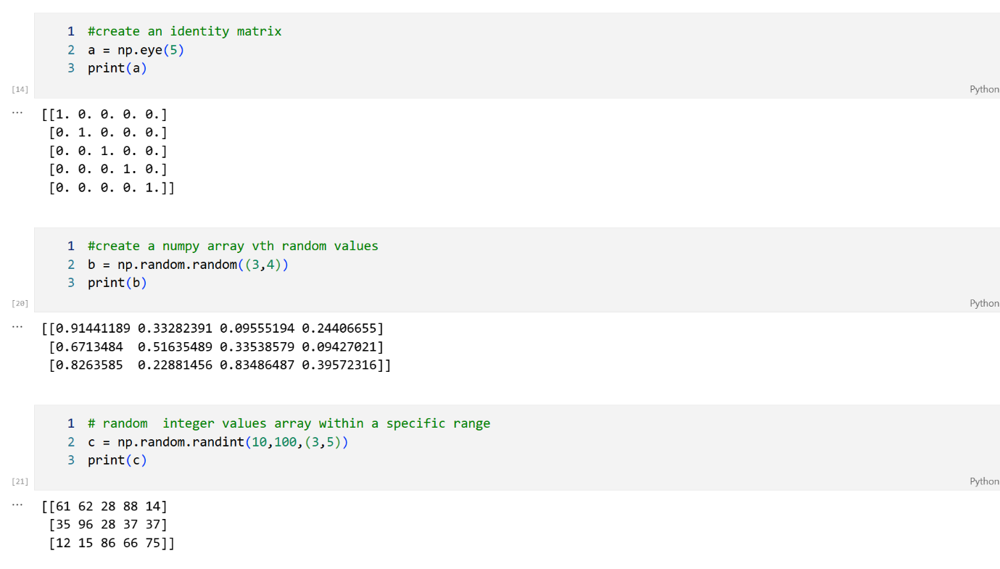 1 #create an identity matrix
2 a = np.eye(5)
3 print(a)
[14]
Python
... [[1. 0. 0. 0. 0.]
[0. 1. 0. 0. 0.]
[0. 0. 1. 0. 0.]
[0. 0. 0. 1. 0.]
[0. 0. 0. 0. 1.]]
1 #create a numpy array vth random values
2 b = np.random.random((3,4))
3 print(b)
[20]
Python
... [[0.91441189 0.33282391 0.09555194 0.24406655]
[0.6713484  0.51635489 0.33538579 0.09427021]
[0.8263585  0.22881456 0.83486487 0.39572316]]
1 # random  integer values array within a specific range
2 c = np.random.randint(10,100,(3,5))
3 print(c)
[21]
Python
... [[61 62 28 88 14]
[35 96 28 37 37]
[12 15 86 66 75]]